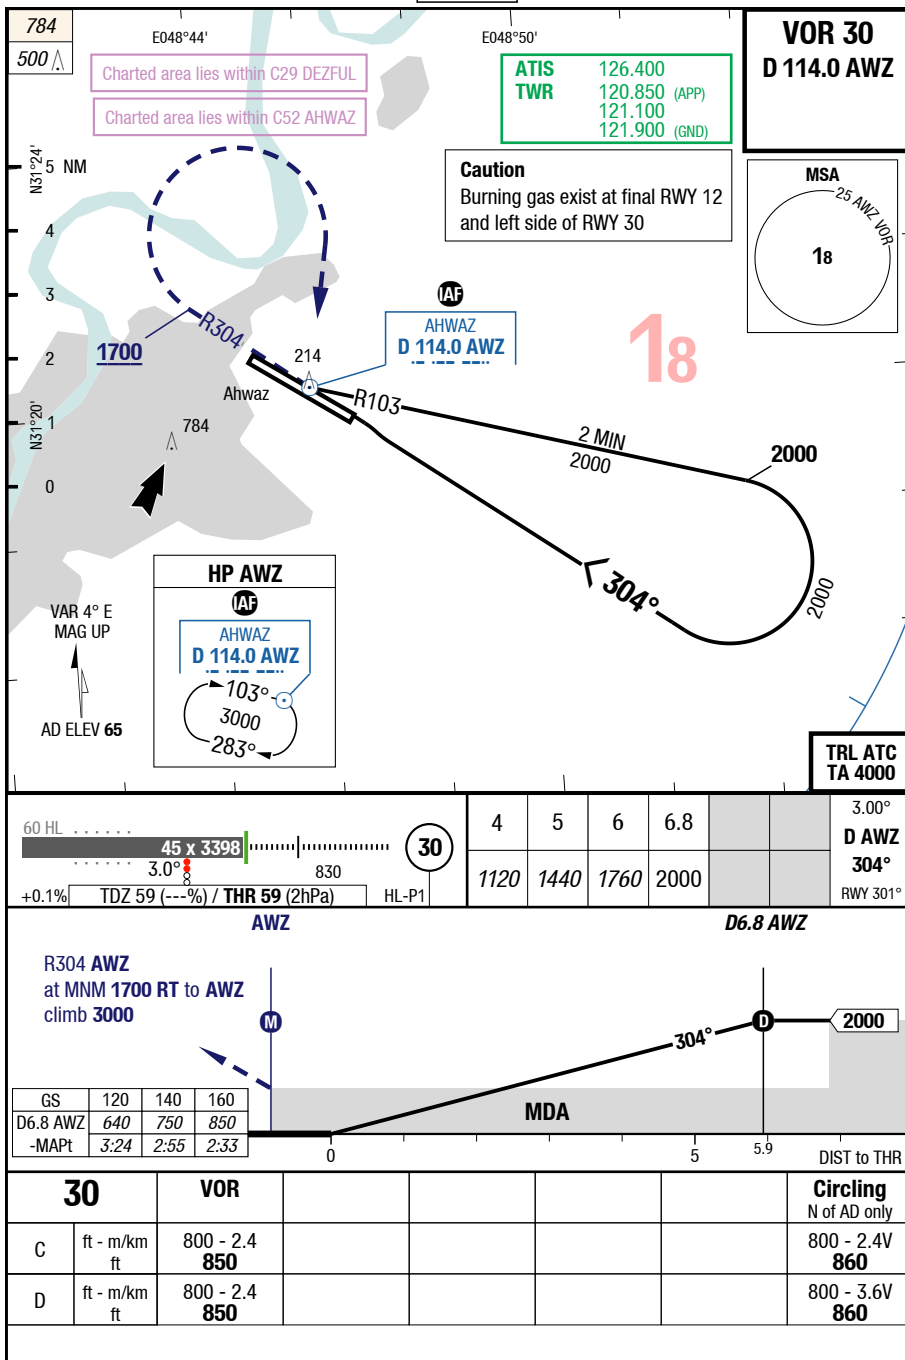 784
500
E048°44'
E048°50'
VOR 30
D 114.0 AWZ
Charted area lies within C29 DEZFUL
Charted area lies within C52 AHWAZ
ATIS 126.400
TWR 120.850 (APP)
121.100
121.900 (GND)
Caution
Burning gas exist at final RWY 12
and left side of RWY 30
MSA
25 AWZ VOR
18
N31°24'
5 NM
4
3
2
1
0
N31°20'
R304
1700
IAF
AHWAZ
D 114.0 AWZ
18
214
Ahwaz
784
R103
2 MIN
2000
2000
2000
304°
HP AWZ
IAF
AHWAZ
D 114.0 AWZ
103°
3000
283°
VAR 4° E
MAG UP
AD ELEV 65
TRL ATC
TA 4000
60 HL
45 x 3398
3.0°
830
30
+0.1%
TDZ 59 (---%) / THR 59 (2hPa)
HL-P1
4 5 6 6.8
1120 1440 1760 2000
3.00°
D AWZ
304°
RWY 301°
AWZ
D6.8 AWZ
R304 AWZ
at MNM 1700 RT to AWZ
climb 3000
M
D
2000
304°
MDA
GS 120 140 160
D6.8 AWZ 640 750 850
-MAPt 3:24 2:55 2:33
0
5
5.9
DIST to THR
30 VOR Circling
N of AD only
C ft - m/km 800 - 2.4 800 - 2.4V
ft 850 860
D ft - m/km 800 - 2.4 800 - 3.6V
ft 850 860